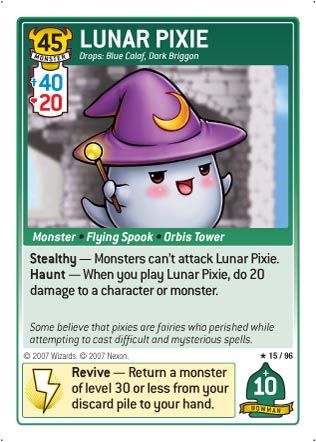 45
MONSTER
LUNAR PIXIE
Drops: Blue Calaf, Dark Briggon
40
20
Monster • Flying Spook • Orbis Tower
Stealthy — Monsters can't attack Lunar Pixie.
Haunt — When you play Lunar Pixie, do 20
damage to a character or monster.
Some believe that pixies are fairies who perished while
attempting to cast difficult and mysterious spells.
© 2007 Wizards. © 2007 Nexon.
★ 15 / 96
Revive — Return a monster
of level 30 or less from your
discard pile to your hand.
+
10
BOWMAN